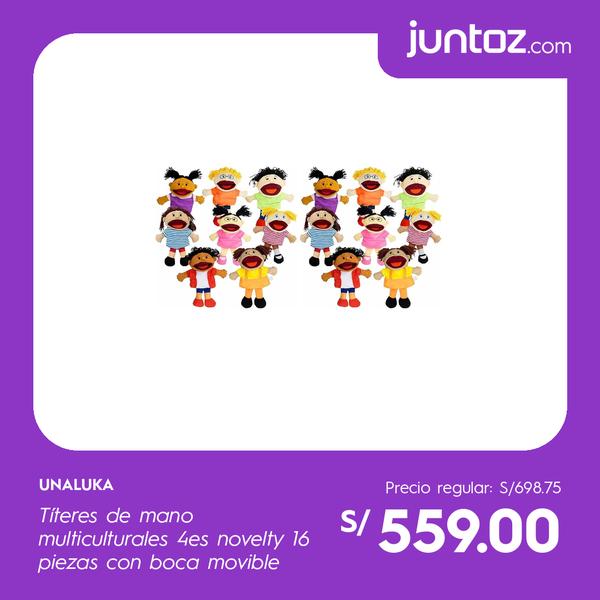 juntoz.com
UNALUKA
Títeres de mano
multiculturales 4es novelty 16
piezas con boca movible
Precio regular: S/698.75
S/ 559.00